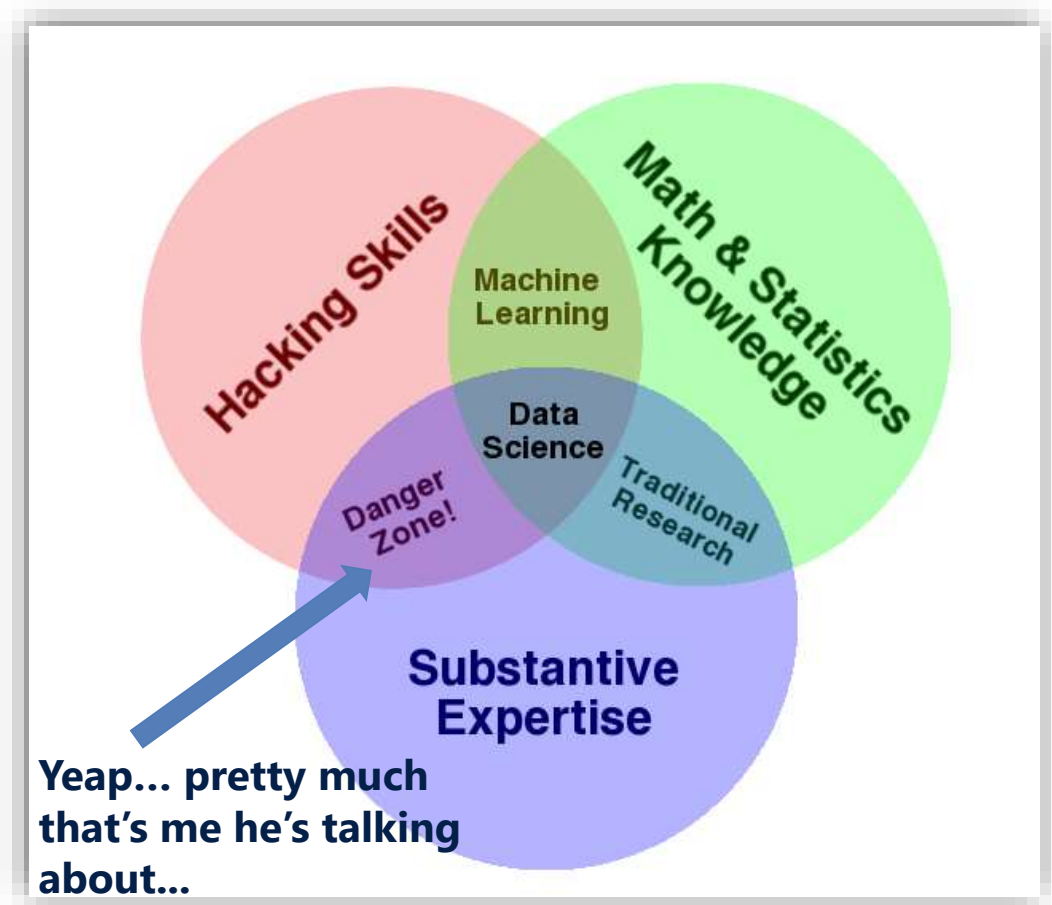 Hacking Skills
Math & Statistics
Knowledge
Machine
Learning
Data
Science
Danger
Zone!
Traditional
Research
Substantive
Expertise
Yeap... pretty much
that’s me he’s talking
about...